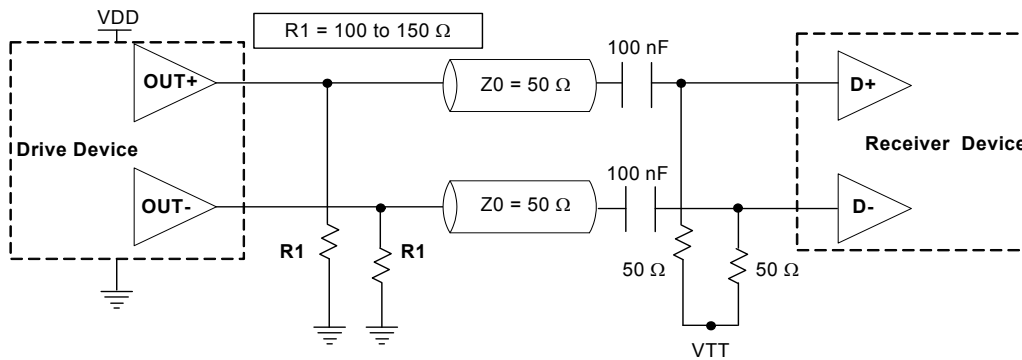 VDD
R1 = 100 to 150 Ω
100 nF
OUT+
Z0 = 50 Ω
D+
Drive Device
Receiver Device
100 nF
OUT-
Z0 = 50 Ω
D-
R1
R1
50 Ω
50 Ω
VTT